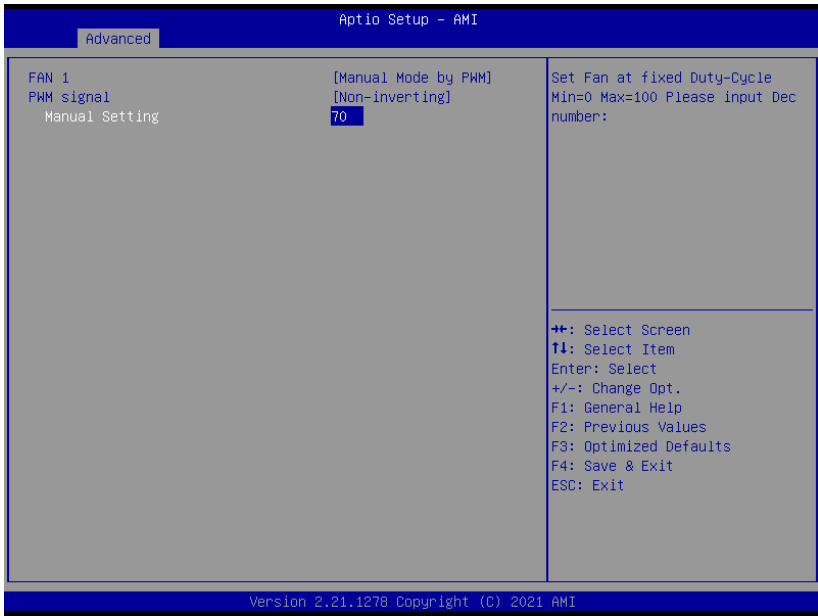 Aptio Setup – AMI
Advanced
FAN 1 [Manual Mode by PWM]
PWM signal [Non-inverting]
Manual Setting 70
Set Fan at fixed Duty-Cycle
Min=0 Max=100 Please input Dec
number:
→←: Select Screen
↑↓: Select Item
Enter: Select
+/-: Change Opt.
F1: General Help
F2: Previous Values
F3: Optimized Defaults
F4: Save & Exit
ESC: Exit
Version 2.21.1278 Copyright (C) 2021 AMI